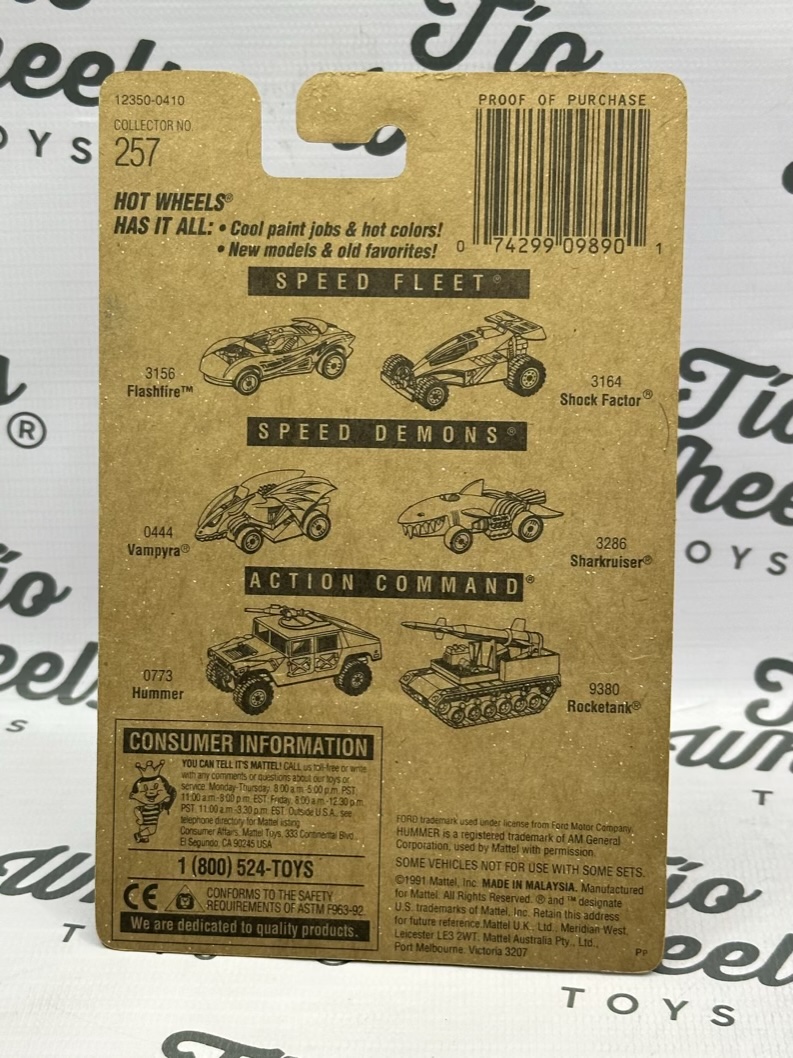 Tío
Wheels
TOYS
12350-0410
COLLECTOR NO.
257
PROOF OF PURCHASE
0 74299 09890 1
HOT WHEELS®
HAS IT ALL: • Cool paint jobs & hot colors!
• New models & old favorites!
SPEED FLEET®
3156
Flashfire™
3164
Shock Factor®
SPEED DEMONS®
0444
Vampyra®
3286
Sharkruiser®
ACTION COMMAND®
0773
Hummer
9380
Rocketank®
CONSUMER INFORMATION
YOU CAN TELL IT'S MATTEL! CALL us toll-free or write
with any comments or questions about our toys or
service. Monday-Thursday, 8:00 a.m.-5:00 p.m. PST,
11:00 a.m.-8:00 p.m. EST. Friday, 8:00 a.m.-12:30 p.m.
PST, 11:00 a.m.-3:30 p.m. EST. Outside U.S.A., see
telephone directory for Mattel listing.
Consumer Affairs, Mattel Toys, 333 Continental Blvd.,
El Segundo, CA 90245 USA
1 (800) 524-TOYS
CE CONFORMS TO THE SAFETY
REQUIREMENTS OF ASTM F963-92
We are dedicated to quality products.
FORD trademark used under license from Ford Motor Company.
HUMMER is a registered trademark of AM General
Corporation, used by Mattel with permission.
SOME VEHICLES NOT FOR USE WITH SOME SETS.
©1991 Mattel, Inc. MADE IN MALAYSIA. Manufactured
for Mattel. All Rights Reserved. ® and ™ designate
U.S. trademarks of Mattel, Inc. Retain this address
for future reference. Mattel U.K., Ltd., Meridian West,
Leicester LE3 2WT. Mattel Australia Pty., Ltd.,
Port Melbourne, Victoria 3207
PP